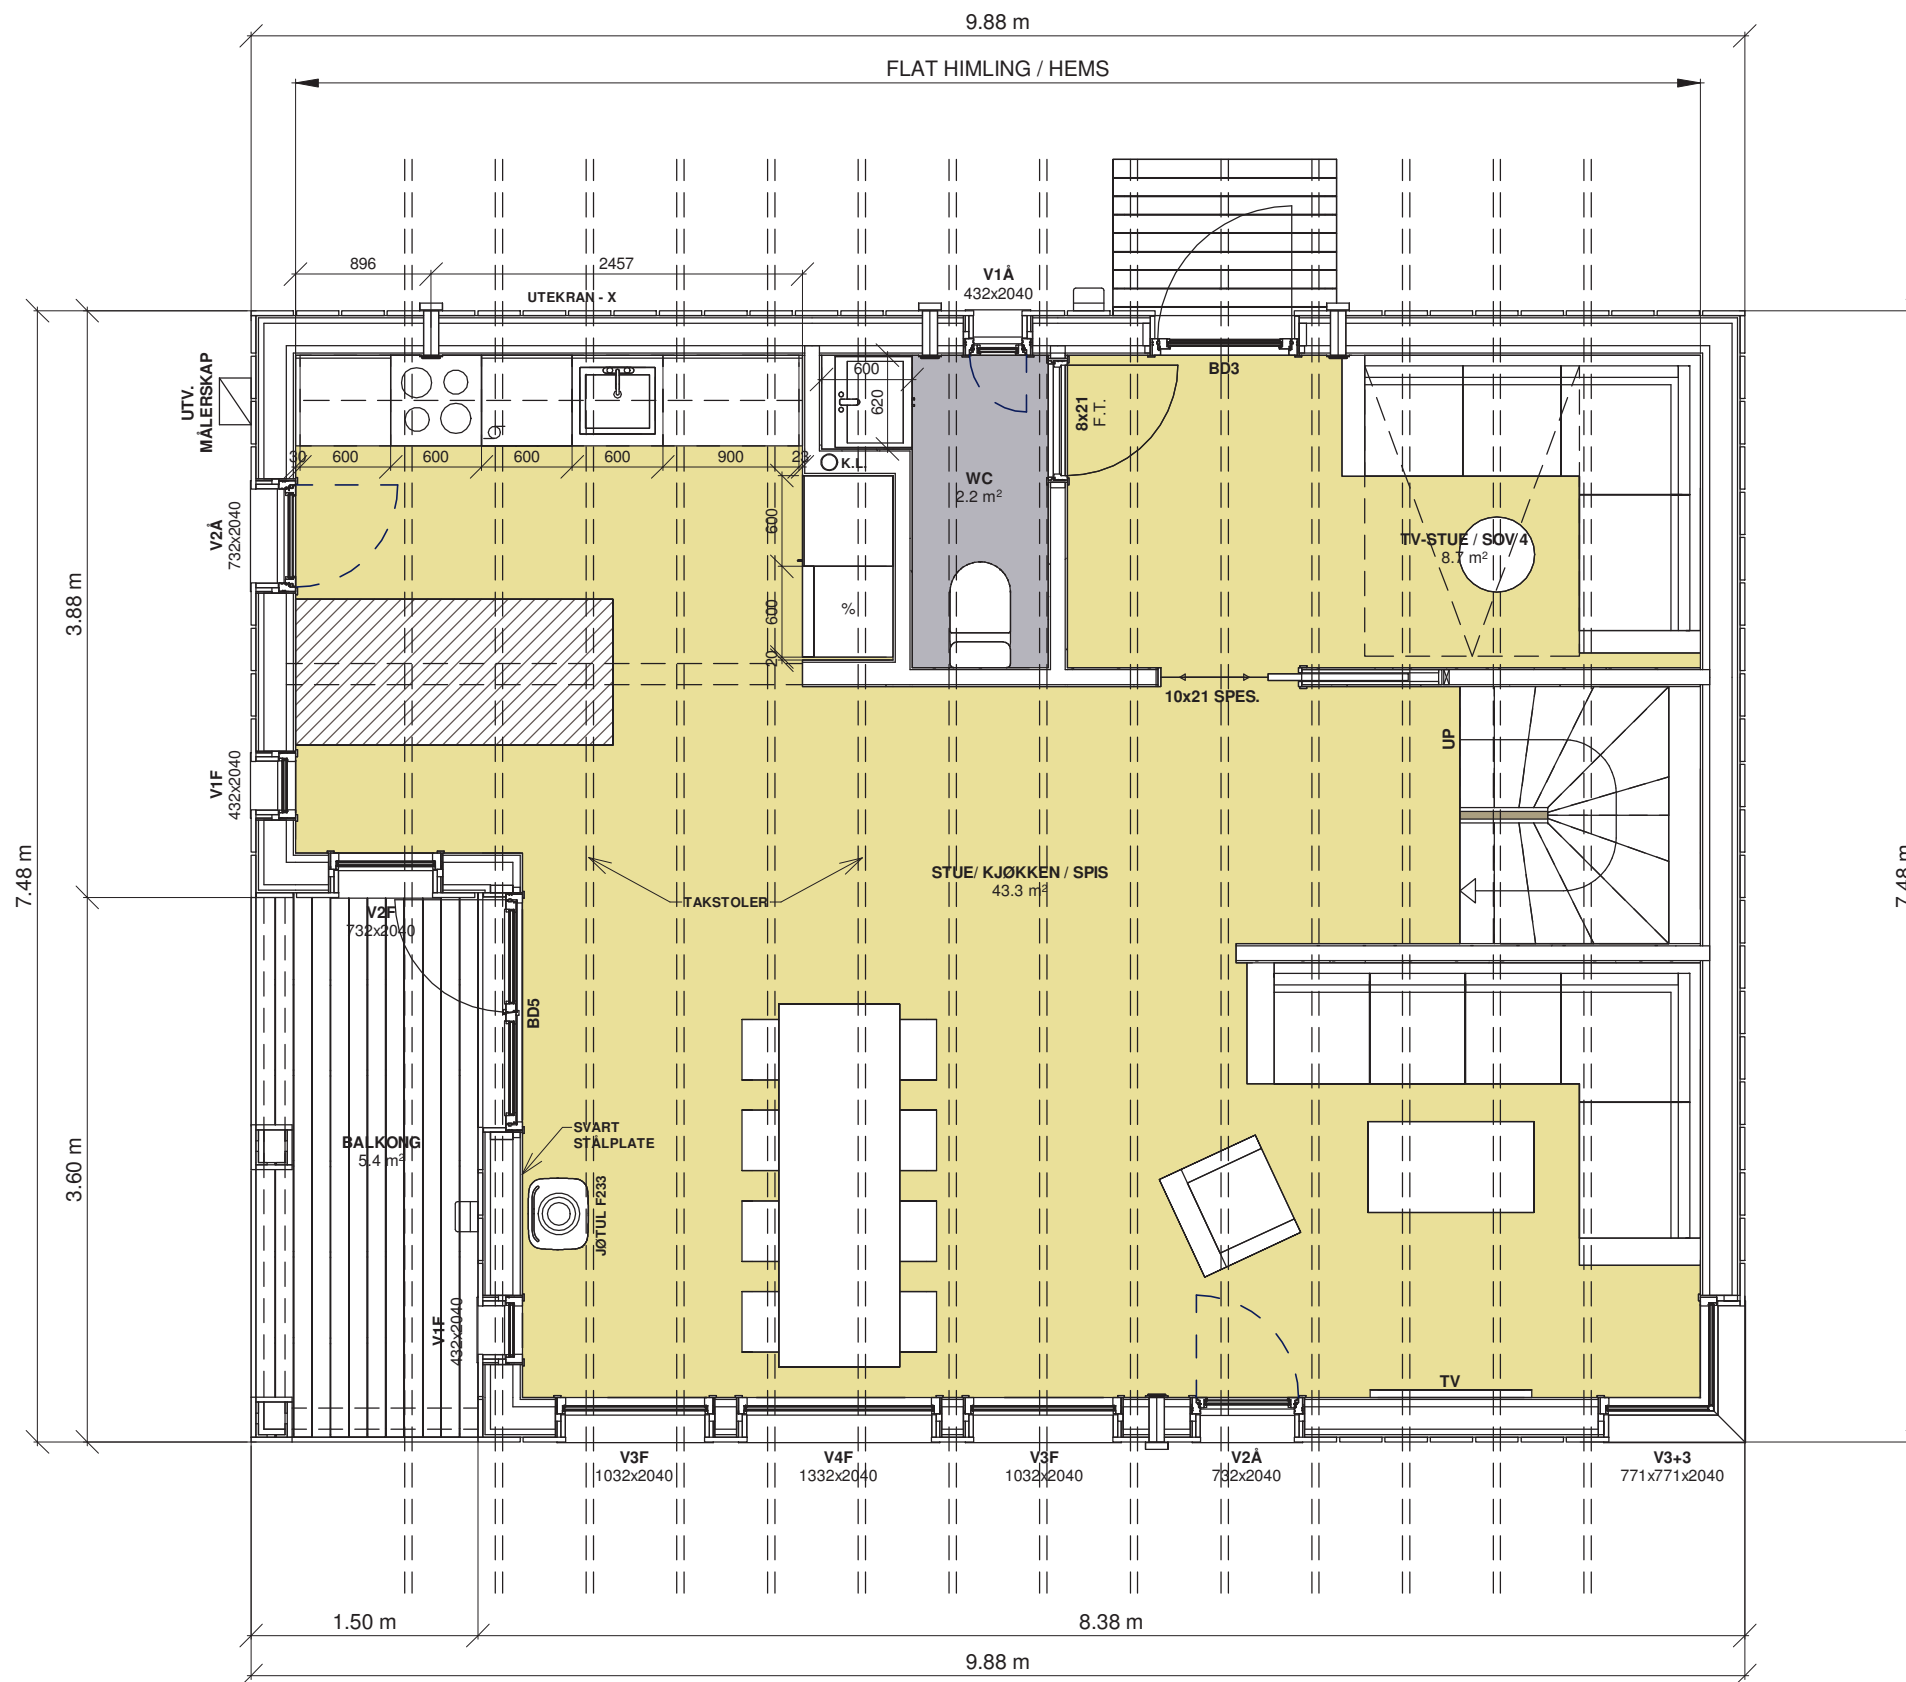 9.88 m
FLAT HIMLING / HEMS
896
2457
UTEKRAN - X
V1Å
432x2040
UTV.
MÅLERSKAP
BD3
600
620
8x21
F.T.
30
600
600
600
600
900
23
K.L.
WC
2.2 m²
V2Å
732x2040
600
TV-STUE / SOV 4
8.7 m²
3.88 m
600
%
20
10x21 SPES.
UP
V1F
432x2040
7.48 m
7.48 m
STUE/ KJØKKEN / SPIS
43.3 m²
TAKSTOLER
V2F
732x2040
BD5
SVART
STÅLPLATE
BALKONG
5.4 m²
3.60 m
JØTUL F233
V1F
432x2040
TV
V3F
1032x2040
V4F
1332x2040
V3F
1032x2040
V2Å
732x2040
V3+3
771x771x2040
1.50 m
8.38 m
9.88 m